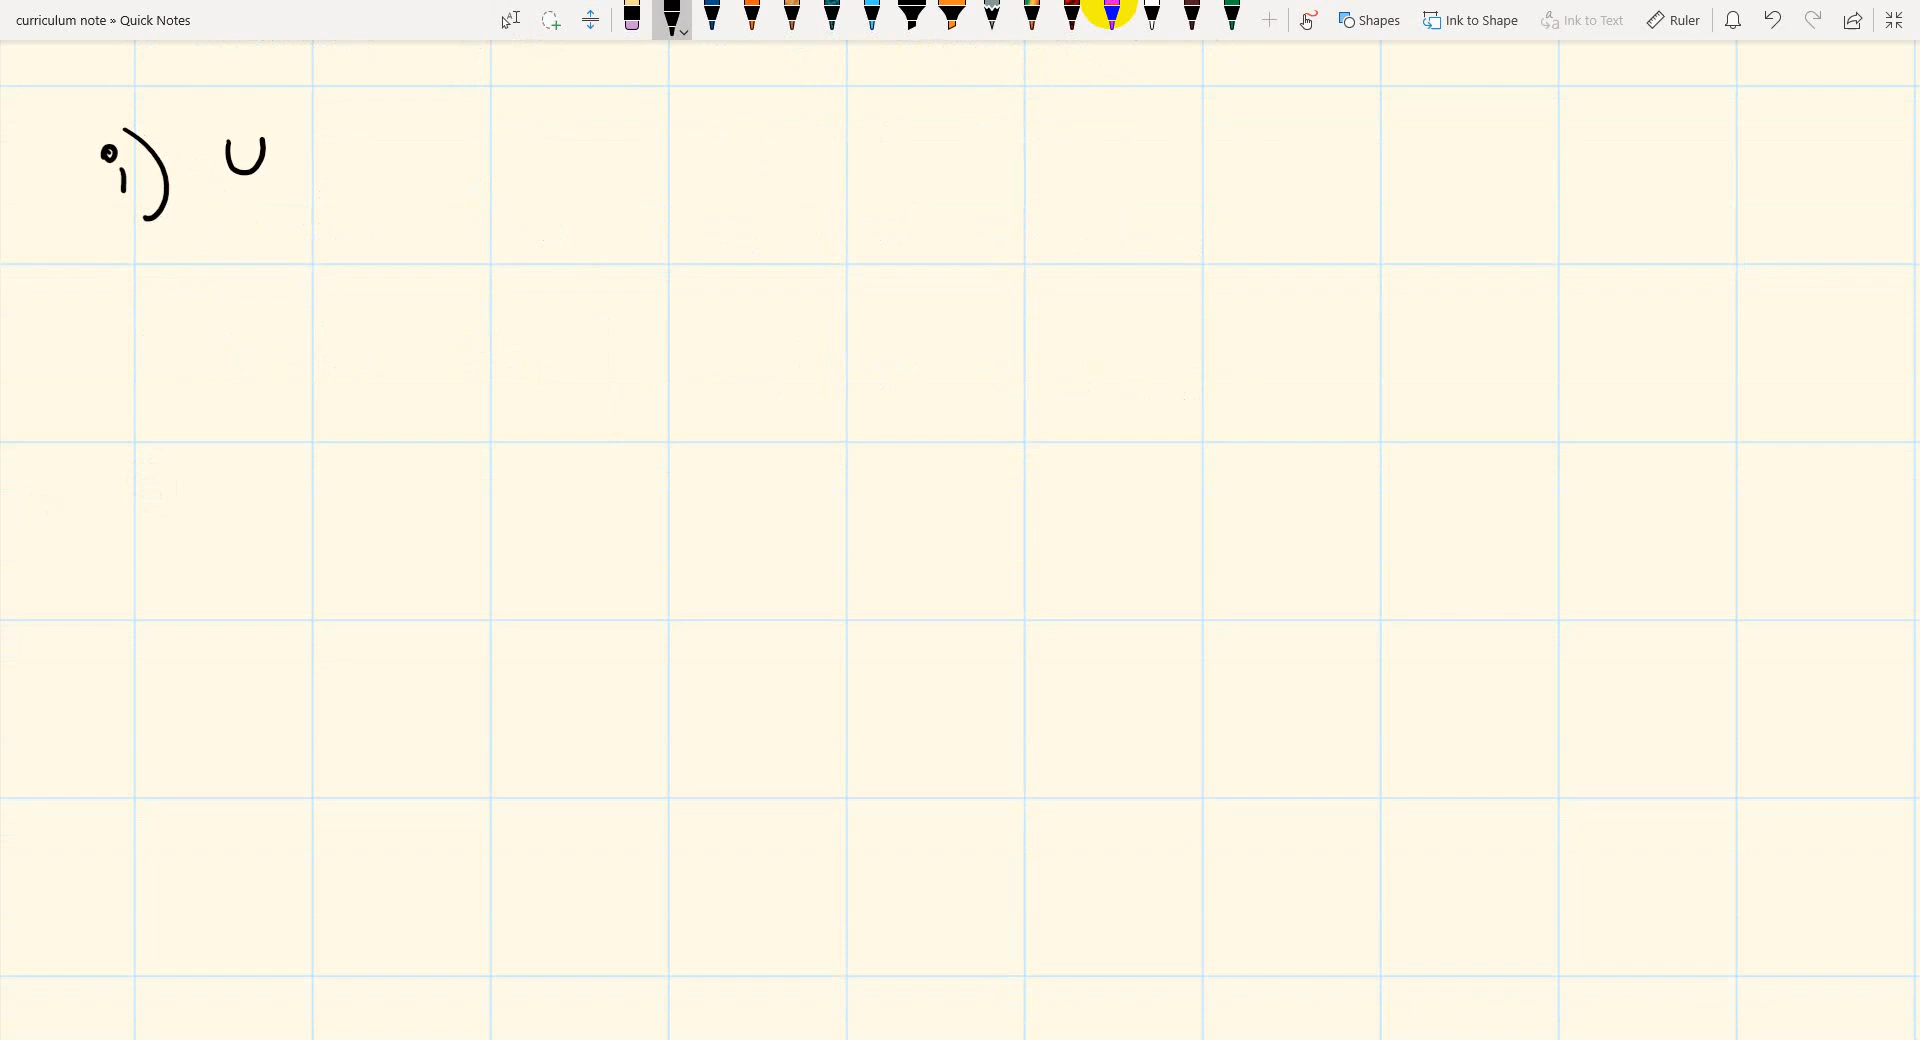 curriculum note » Quick Notes
Shapes Ink to Shape Ink to Text Ruler
i) U